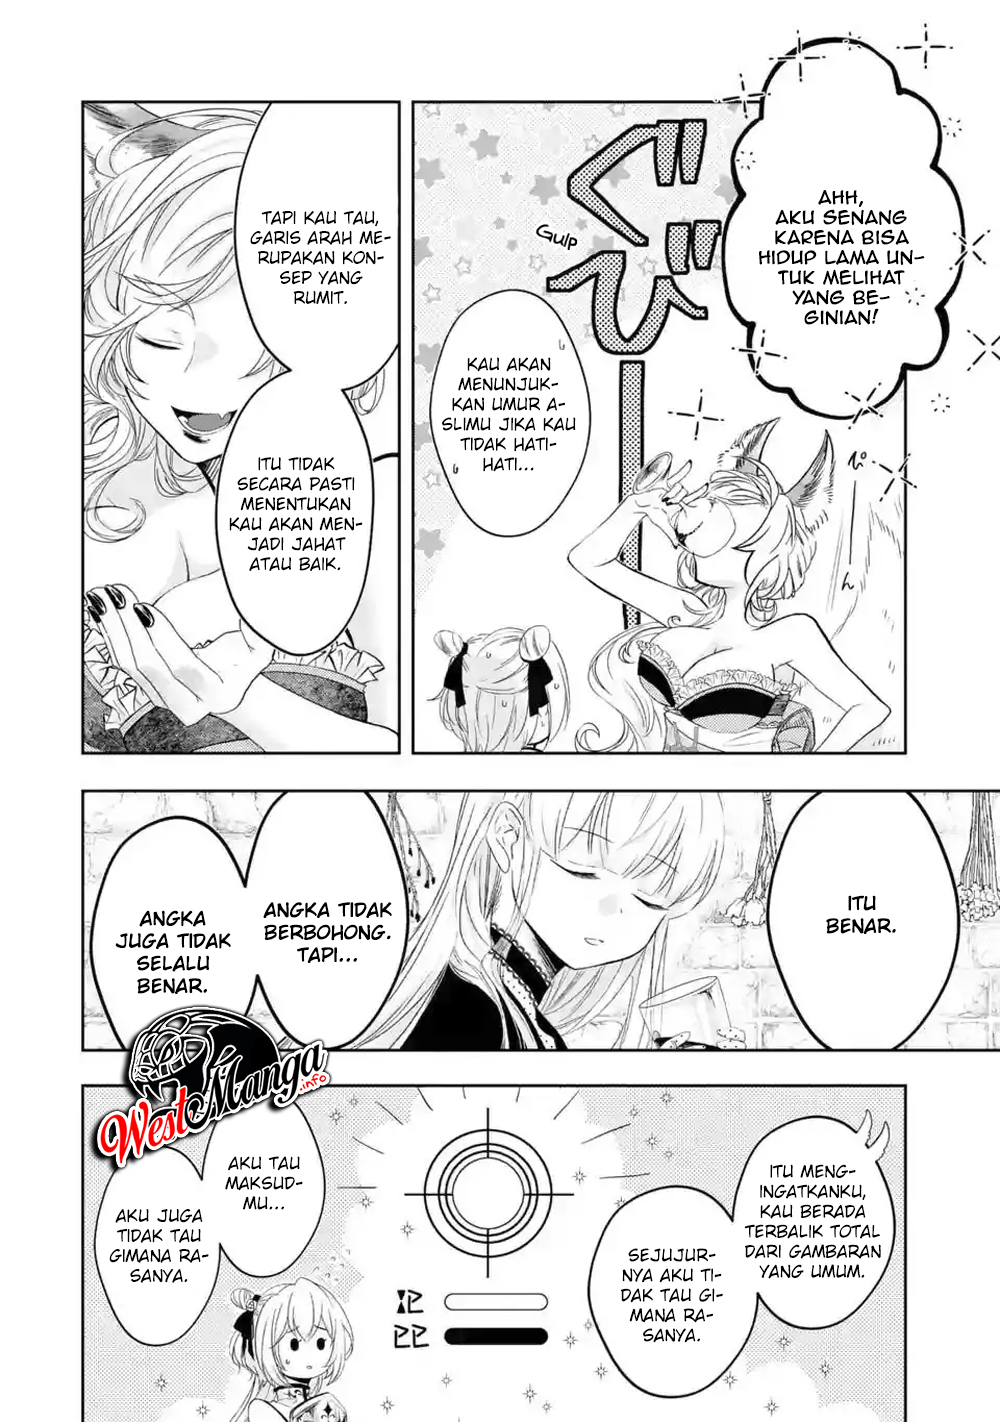 AHH,
AKU SENANG
KARENA BISA
HIDUP LAMA UN-
TUK MELIHAT
YANG BE-
GINIAN!
ぐびっ
Gulp
KAU AKAN
MENUNJUK-
KAN UMUR A-
SLIMU JIKA KAU
TIDAK HATI-
HATI...
TAPI KAU TAU,
GARIS ARAH ME-
RUPAKAN KON-
SEP YANG
RUMIT.
ITU TIDAK
SECARA PASTI
MENENTUKAN
KAU AKAN MEN-
JADI JAHAT
ATAU BAIK.
ITU
BENAR.
ANGKA TIDAK
BERBOHONG.
TAPI...
ANGKA
JUGA TIDAK
SELALU
BENAR.
WestManga
.info
ITU MENG-
INGATKANKU,
KAU BERADA
TERBALIK TOTAL
DARI GAMBARAN
YANG UMUM.
SEJUJUR-
NYA AKU TI-
DAK TAU GI-
MANA RA-
SANYA.
AKU TAU
MAKSUD-
MU...
AKU JUGA
TIDAK TAU
GIMANA RA-
SANYA.